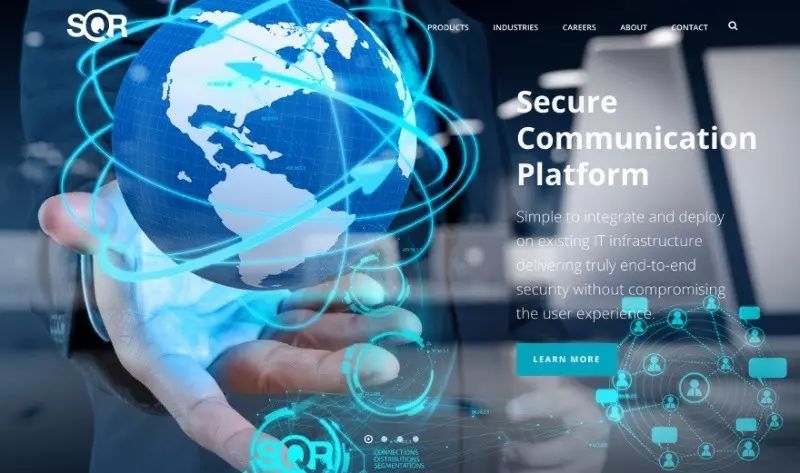 SQR
PRODUCTS INDUSTRIES CAREERS ABOUT CONTACT
Secure
Communication
Platform
Simple to integrate and deploy
on existing IT infrastructure
delivering truly end-to-end
security without compromising
the user experience.
LEARN MORE
SQR
CONNECTIONS
DISTRIBUTIONS
SEGMENTATIONS